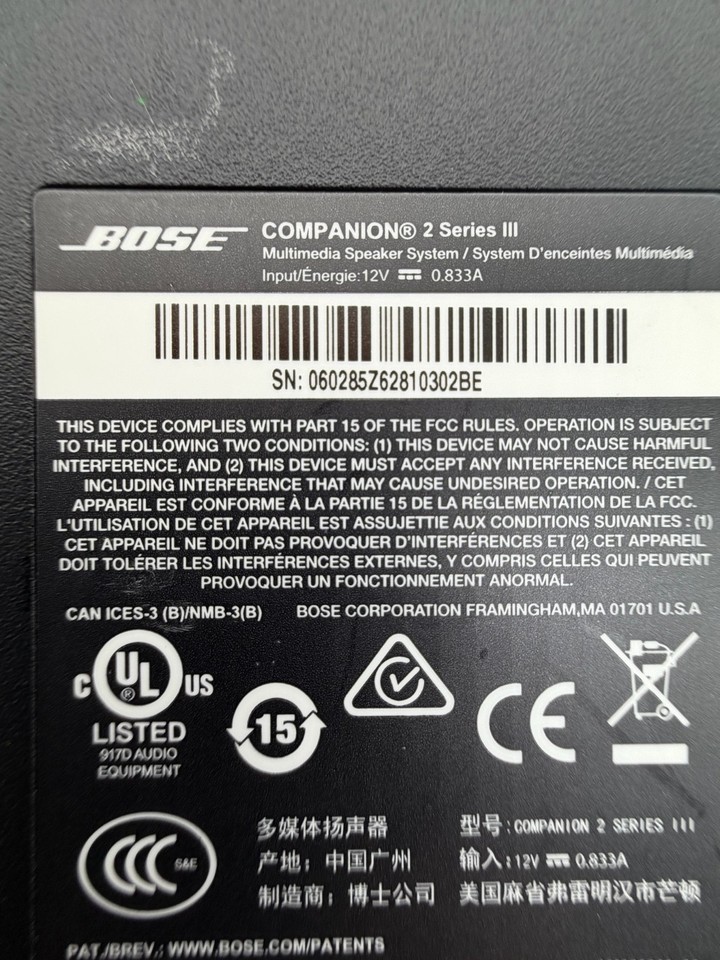 BOSE COMPANION® 2 Series III
Multimedia Speaker System / System D'enceintes Multimédia
Input/Énergie:12V ⎓ 0.833A
SN: 060285Z62810302BE
THIS DEVICE COMPLIES WITH PART 15 OF THE FCC RULES. OPERATION IS SUBJECT
TO THE FOLLOWING TWO CONDITIONS: (1) THIS DEVICE MAY NOT CAUSE HARMFUL
INTERFERENCE, AND (2) THIS DEVICE MUST ACCEPT ANY INTERFERENCE RECEIVED,
INCLUDING INTERFERENCE THAT MAY CAUSE UNDESIRED OPERATION. / CET
APPAREIL EST CONFORME À LA PARTIE 15 DE LA RÉGLEMENTATION DE LA FCC.
L'UTILISATION DE CET APPAREIL EST ASSUJETTIE AUX CONDITIONS SUIVANTES : (1)
CET APPAREIL NE DOIT PAS PROVOQUER D'INTERFÉRENCES ET (2) CET APPAREIL
DOIT TOLÉRER LES INTERFÉRENCES EXTERNES, Y COMPRIS CELLES QUI PEUVENT
PROVOQUER UN FONCTIONNEMENT ANORMAL.
CAN ICES-3 (B)/NMB-3(B) BOSE CORPORATION FRAMINGHAM,MA 01701 U.S.A
C UL ® US
LISTED
917D AUDIO
EQUIPMENT
15
CE
CCC S&E
多媒体扬声器 型号:COMPANION 2 SERIES III
产地: 中国广州 输入:12V ⎓ 0.833A
制造商: 博士公司 美国麻省弗雷明汉市芒顿
PAT./BREV.: WWW.BOSE.COM/PATENTS